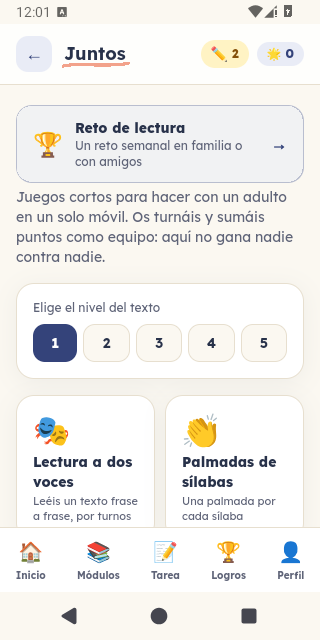 12:01
←
Juntos
2
0
Reto de lectura
Un reto semanal en familia o
con amigos
→
Juegos cortos para hacer con un adulto
en un solo móvil. Os turnáis y sumáis
puntos como equipo: aquí no gana nadie
contra nadie.
Elige el nivel del texto
1 2 3 4 5
Lectura a dos
voces
Leéis un texto frase
a frase, por turnos
Palmadas de
sílabas
Una palmada por
cada sílaba
Inicio Módulos Tarea Logros Perfil